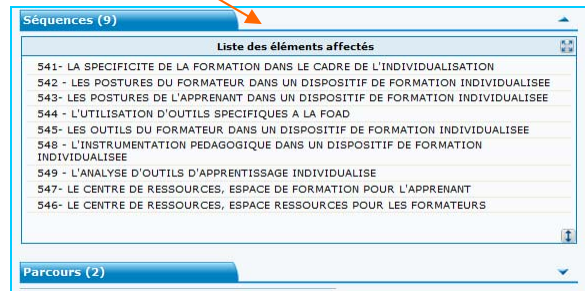 Séquences (9)
Liste des éléments affectés
541- LA SPECIFICITE DE LA FORMATION DANS LE CADRE DE L'INDIVIDUALISATION
542 - LES POSTURES DU FORMATEUR DANS UN DISPOSITIF DE FORMATION INDIVIDUALISEE
543- LES POSTURES DE L'APPRENANT DANS UN DISPOSITIF DE FORMATION INDIVIDUALISEE
544 - L'UTILISATION D'OUTILS SPECIFIQUES A LA FOAD
545- LES OUTILS DU FORMATEUR DANS UN DISPOSITIF DE FORMATION INDIVIDUALISEE
548 - L'INSTRUMENTATION PEDAGOGIQUE DANS UN DISPOSITIF DE FORMATION
INDIVIDUALISEE
549 - L'ANALYSE D'OUTILS D'APPRENTISSAGE INDIVIDUALISE
547- LE CENTRE DE RESSOURCES, ESPACE DE FORMATION POUR L'APPRENANT
546- LE CENTRE DE RESSOURCES, ESPACE RESSOURCES POUR LES FORMATEURS
Parcours (2)